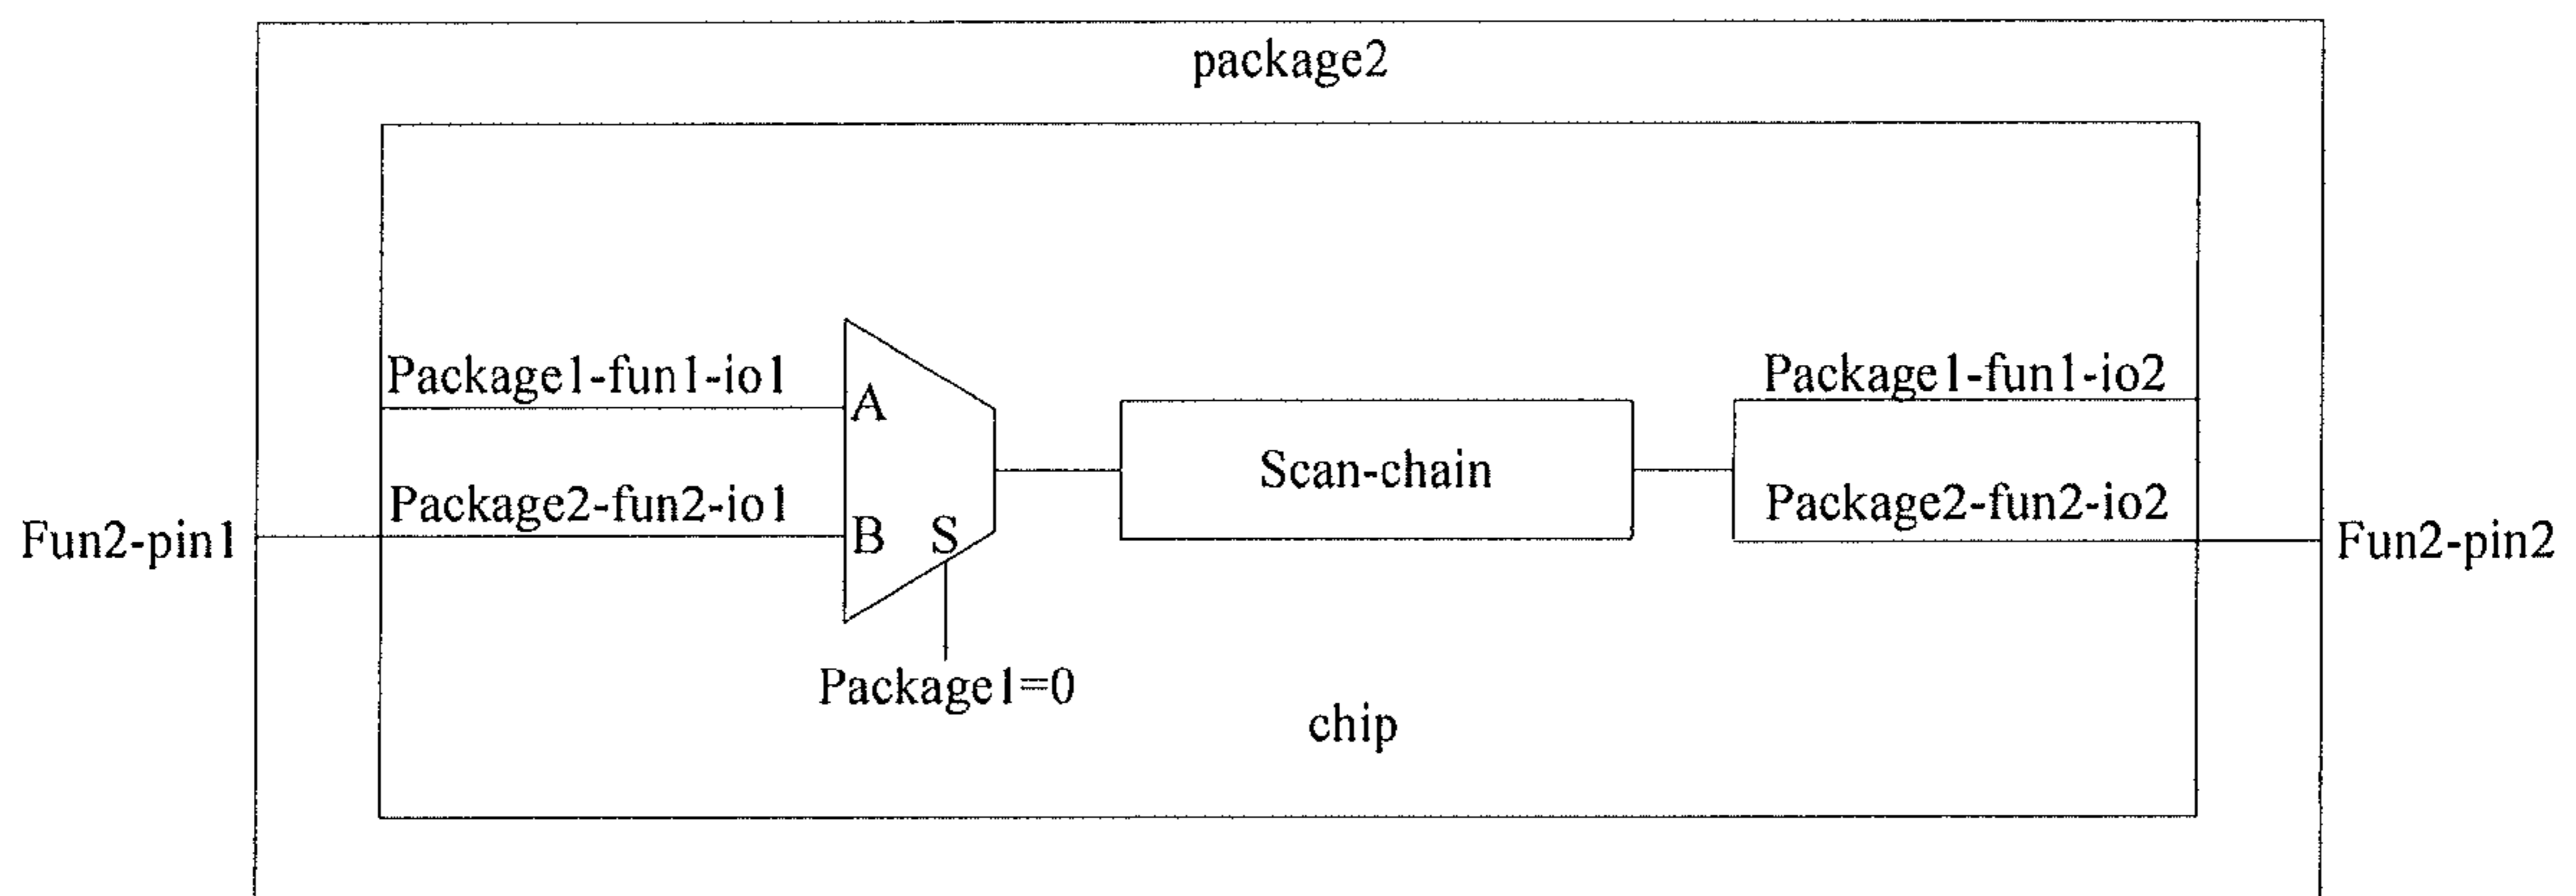 package2
Package1-fun1-io1
Package1-fun1-io2
A
Scan-chain
Package2-fun2-io1
Package2-fun2-io2
Fun2-pin1
B
S
Fun2-pin2
Package1=0
chip